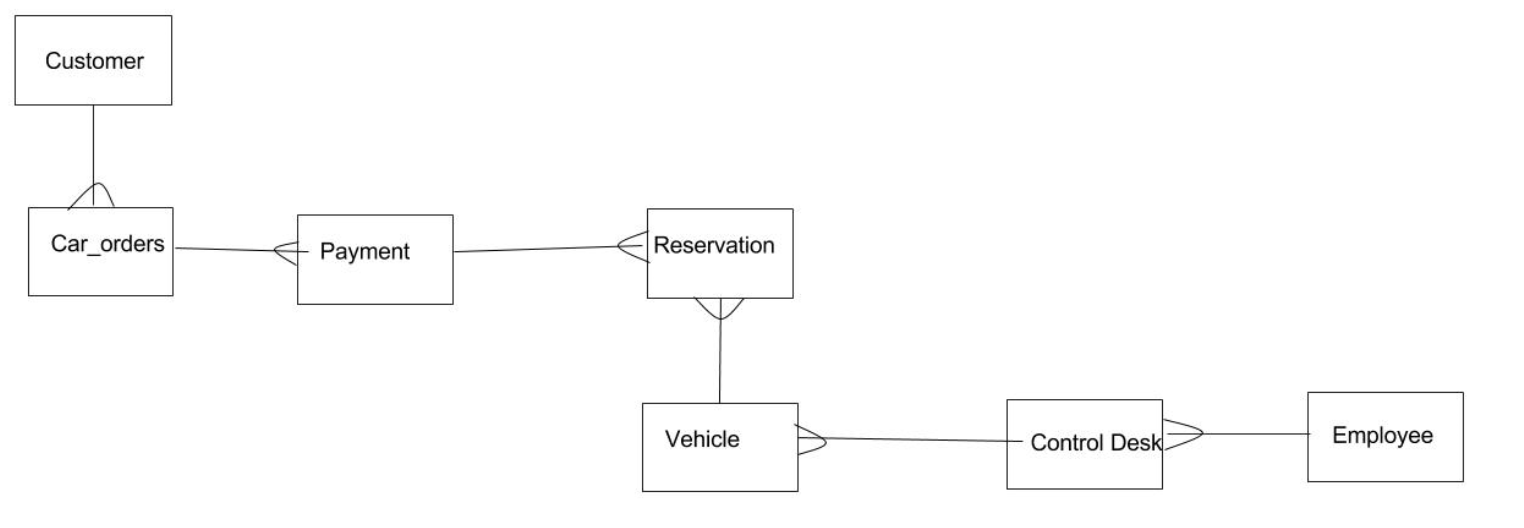 Customer
Car_orders
Payment
Reservation
Vehicle
Control Desk
Employee